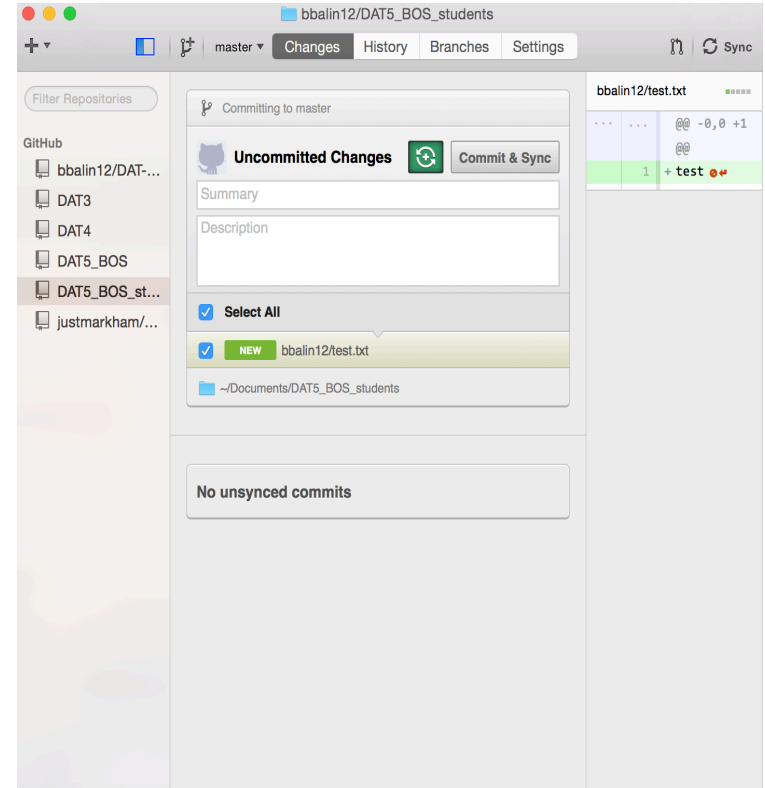 bbalin12/DAT5_BOS_students
master
Changes
History
Branches
Settings
Sync
Filter Repositories
GitHub
bbalin12/DAT-...
DAT3
DAT4
DAT5_BOS
DAT5_BOS_st...
justmarkham/...
Committing to master
Uncommitted Changes
Commit & Sync
Summary
Description
Select All
NEW bbalin12/test.txt
~/Documents/DAT5_BOS_students
No unsynced commits
bbalin12/test.txt
... ... @@ -0,0 +1
@@
1 +test